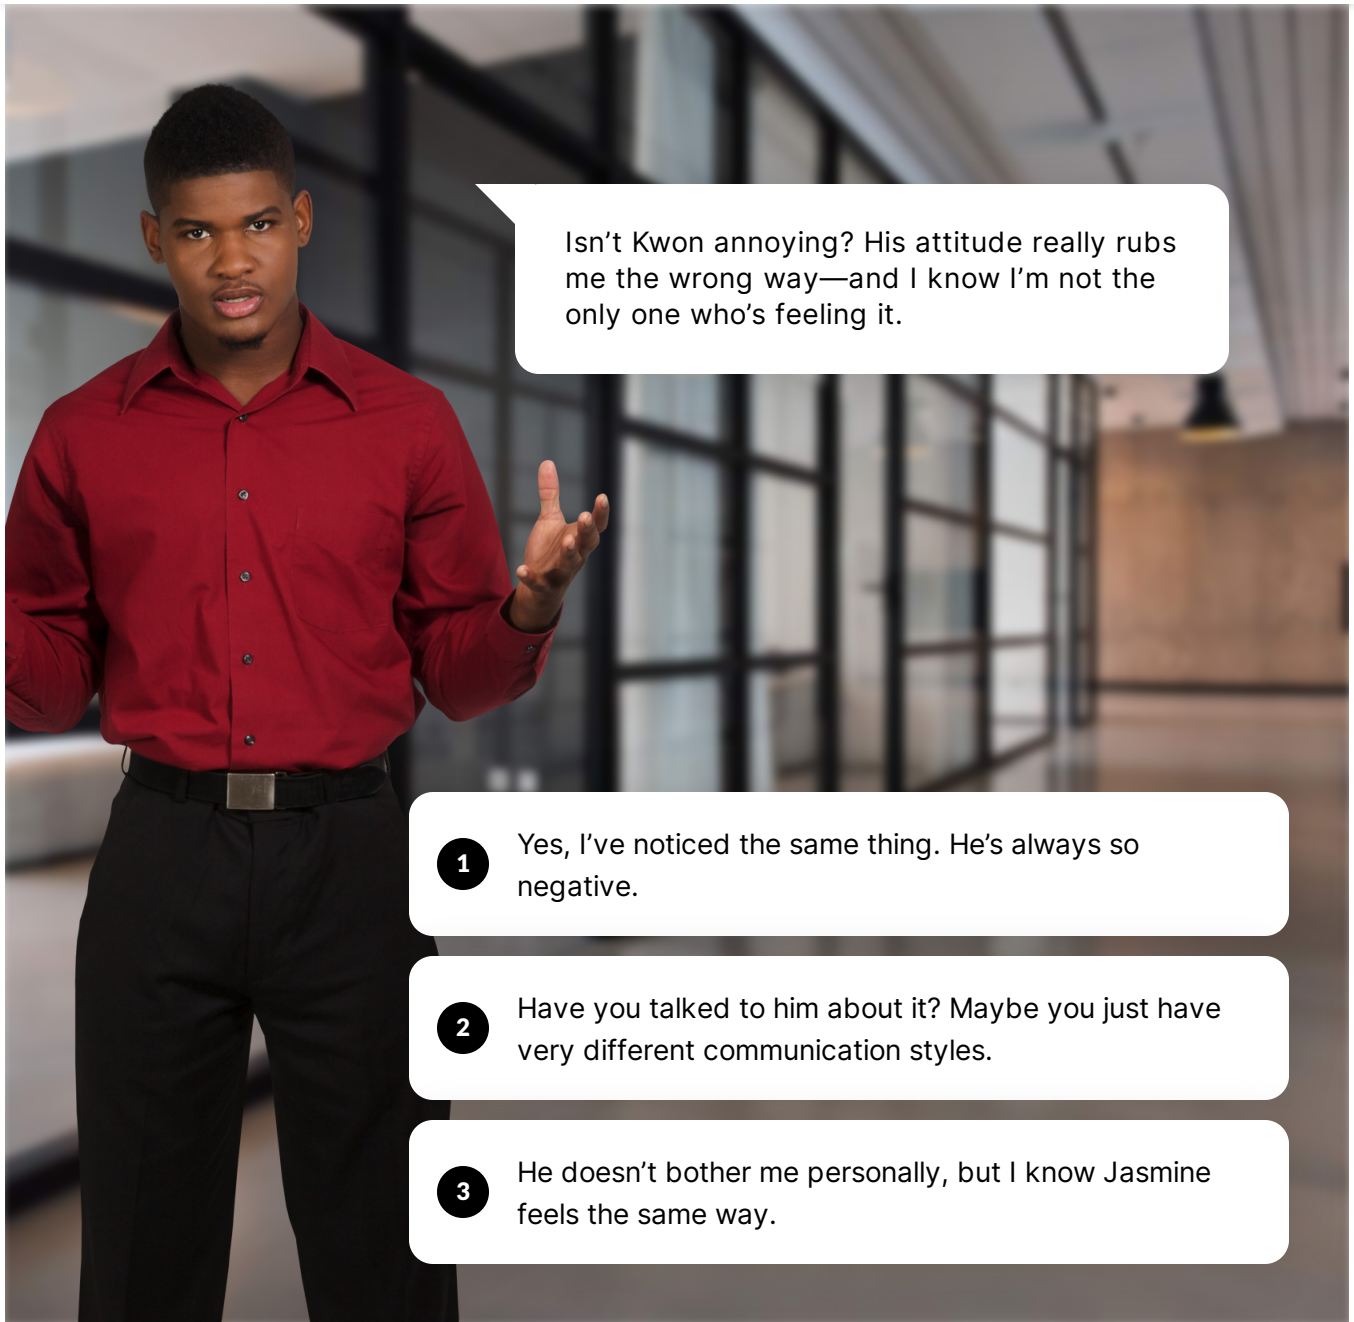 Isn’t Kwon annoying? His attitude really rubs
me the wrong way—and I know I’m not the
only one who’s feeling it.
1
Yes, I’ve noticed the same thing. He’s always so
negative.
2
Have you talked to him about it? Maybe you just have
very different communication styles.
3
He doesn’t bother me personally, but I know Jasmine
feels the same way.